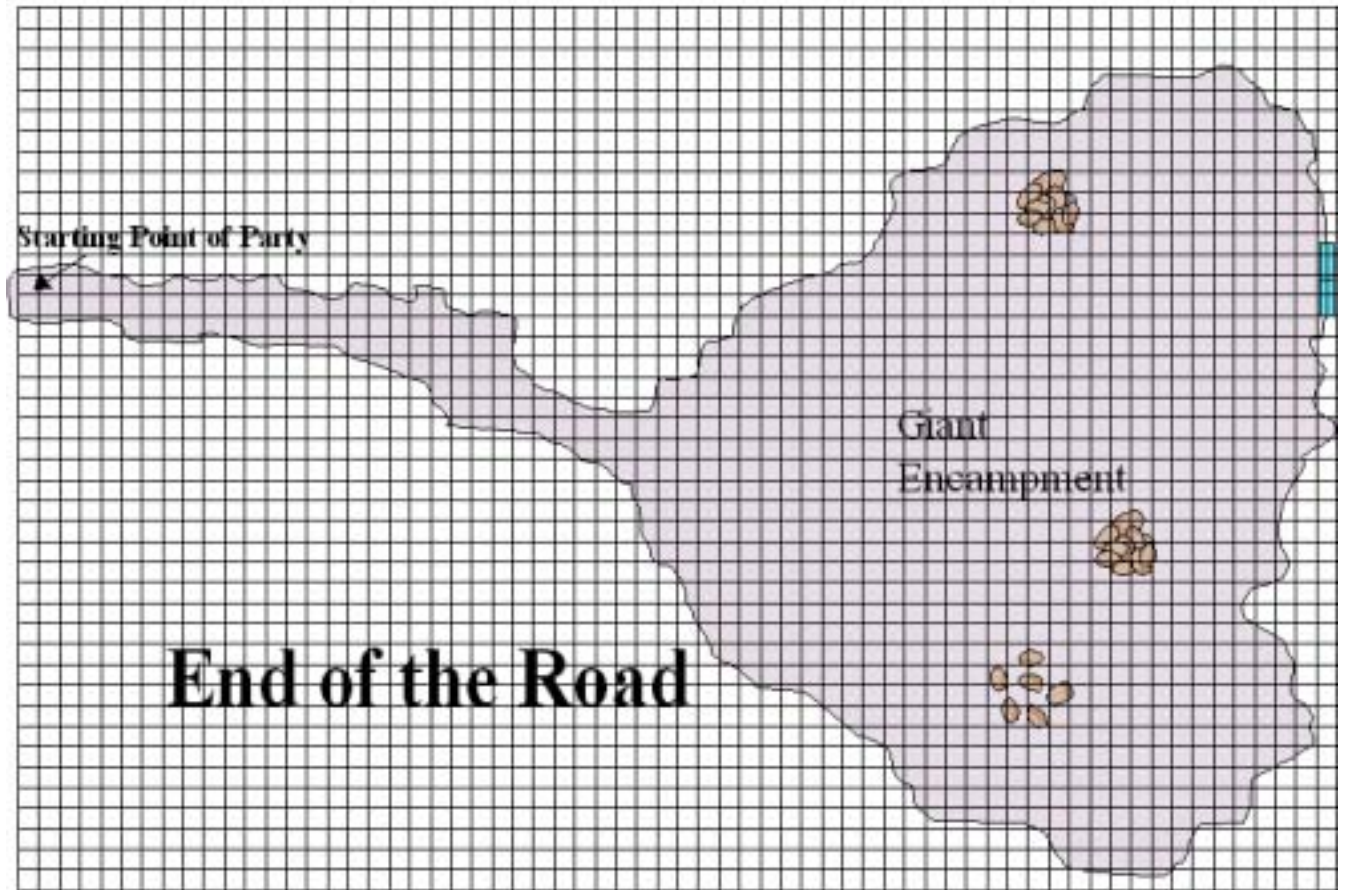 Starting Point of Party
Giant
Encampment
End of the Road